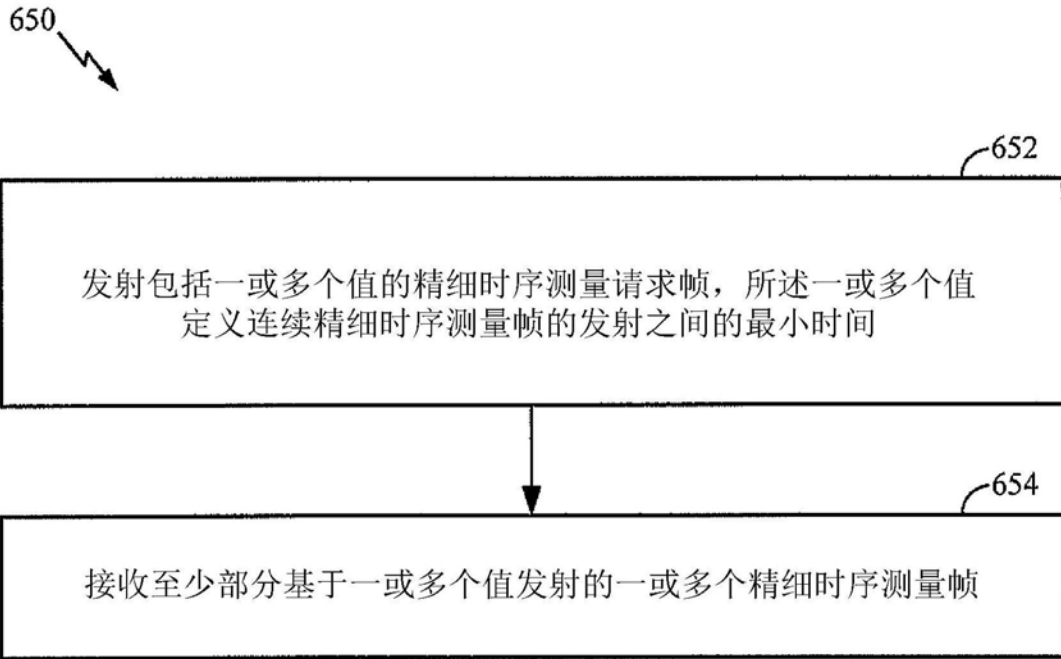 650
652
发射包括一或多个值的精细时序测量请求帧，所述一或多个值
定义连续精细时序测量帧的发射之间的最小时间
654
接收至少部分基于一或多个值发射的一或多个精细时序测量帧